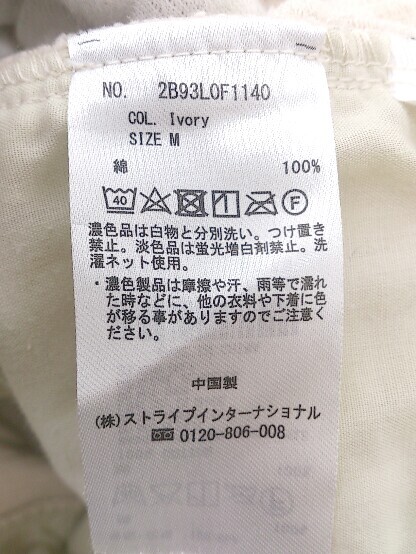 NO. 2B93L0F1140
COL. Ivory
SIZE M
綿 100%
40 F
濃色品は白物と分別洗い。つけ置き
禁止。淡色品は蛍光増白剤禁止。洗
濯ネット使用。
・濃色製品は摩擦や汗、雨等で濡れ
た時などに、他の衣料や下着に色
が移る事がありますのでご注意く
ださい。
中国製
(株)ストライプインターナショナル
0120-806-008